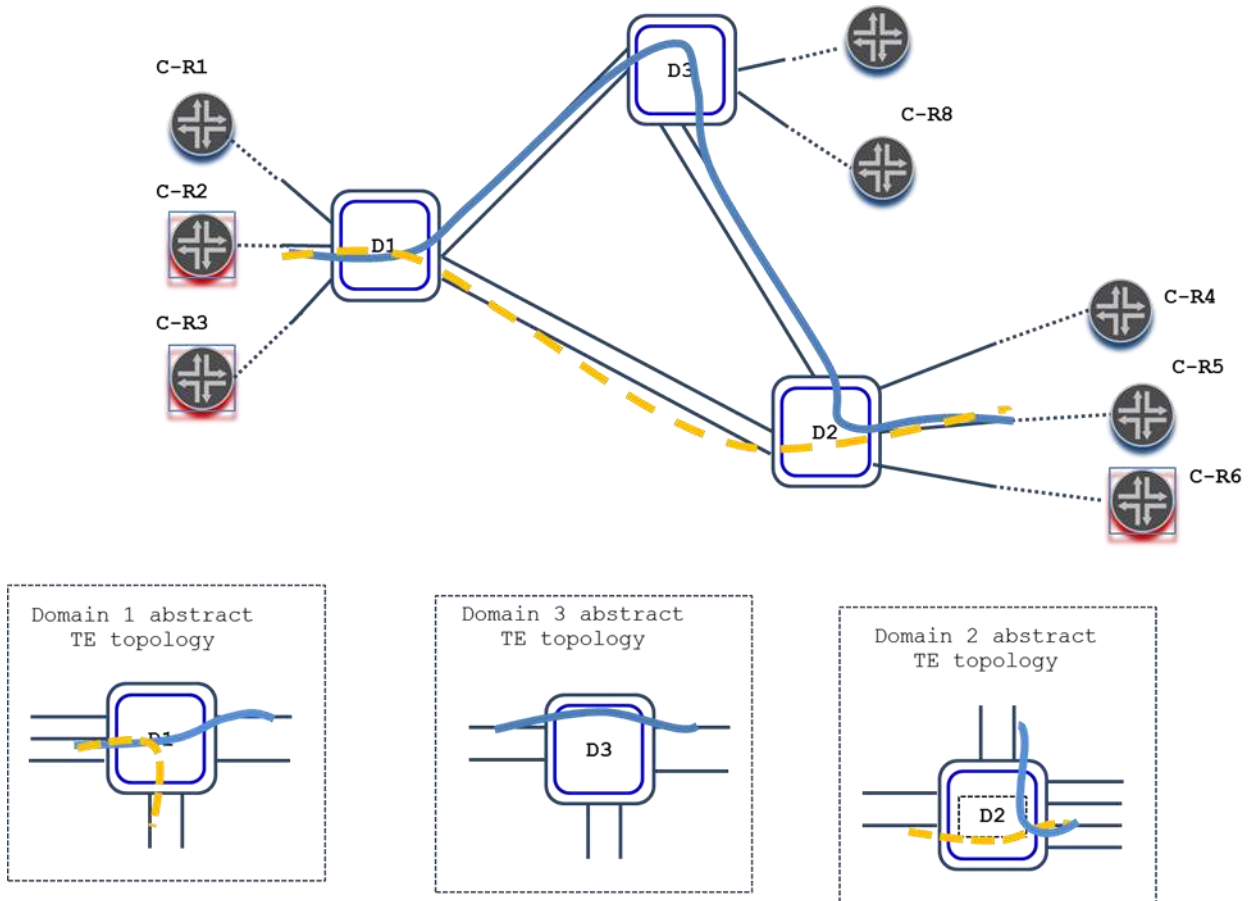 C-R1
D3
C-R8
C-R2
D1
C-R3
C-R4
C-R5
D2
C-R6
Domain 1 abstract
TE topology
D1
Domain 3 abstract
TE topology
D3
Domain 2 abstract
TE topology
D2